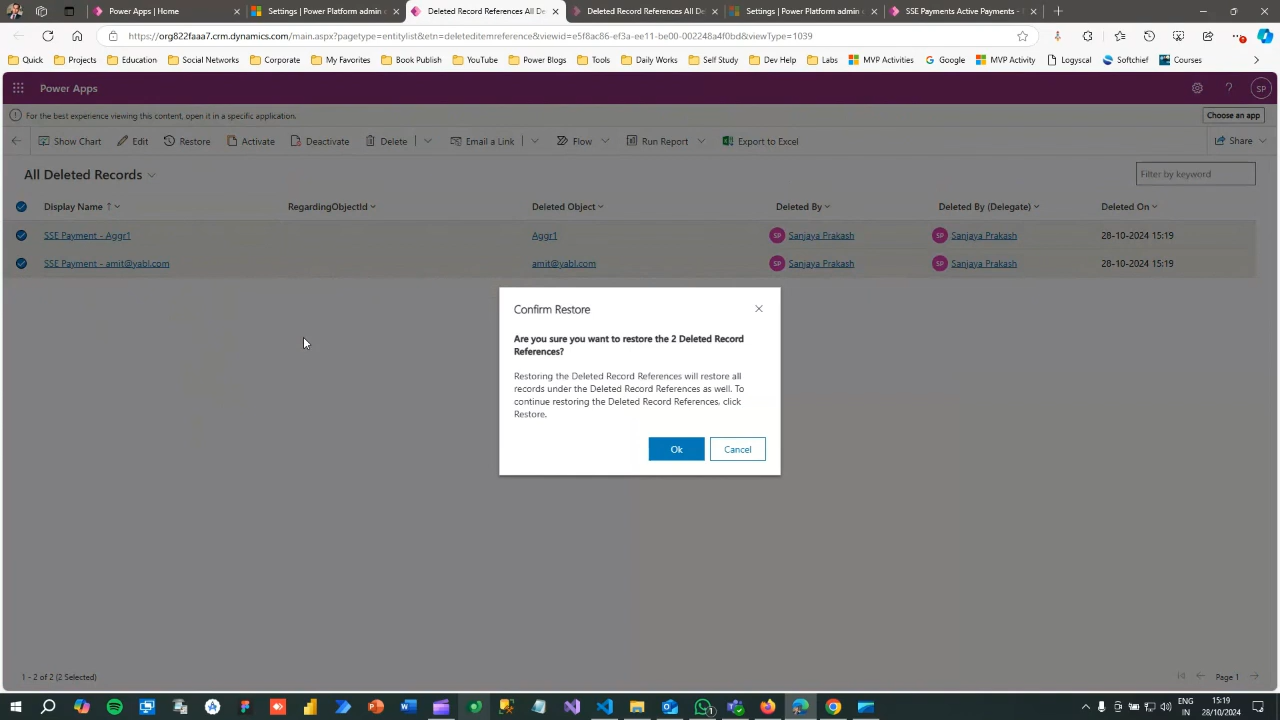 Power Apps | Home
Settings | Power Platform admin c
Deleted Record References All De
Deleted Record References All De
Settings | Power Platform admin c
SSE Payments Active Payments - P
https://org822faaa7.crm.dynamics.com/main.aspx?pagetype=entitylist&etn=deleteditemreference&viewid=e5f8ac86-ef3a-ee11-be00-002248a4f0bd&viewType=1039
Quick
Projects
Education
Social Networks
Corporate
My Favorites
Book Publish
YouTube
Power Blogs
Tools
Daily Works
Self Study
Dev Help
Labs
MVP Activities
Google
MVP Activity
Logyscal
Softchief
Courses
Power Apps
SP
For the best experience viewing this content, open it in a specific application.
Choose an app
Show Chart
Edit
Restore
Activate
Deactivate
Delete
Email a Link
Flow
Run Report
Export to Excel
Share
All Deleted Records
Filter by keyword
Display Name
RegardingObjectId
Deleted Object
Deleted By
Deleted By (Delegate)
Deleted On
SSE Payment - Aggr1
Aggr1
SP Sanjaya Prakash
SP Sanjaya Prakash
28-10-2024 15:19
SSE Payment - amit@yabl.com
amit@yabl.com
SP Sanjaya Prakash
SP Sanjaya Prakash
28-10-2024 15:19
Confirm Restore
Are you sure you want to restore the 2 Deleted Record
References?
Restoring the Deleted Record References will restore all
records under the Deleted Record References as well. To
continue restoring the Deleted Record References, click
Restore.
Ok
Cancel
1 - 2 of 2 (2 Selected)
Page 1
ENG
IN
15:19
28/10/2024